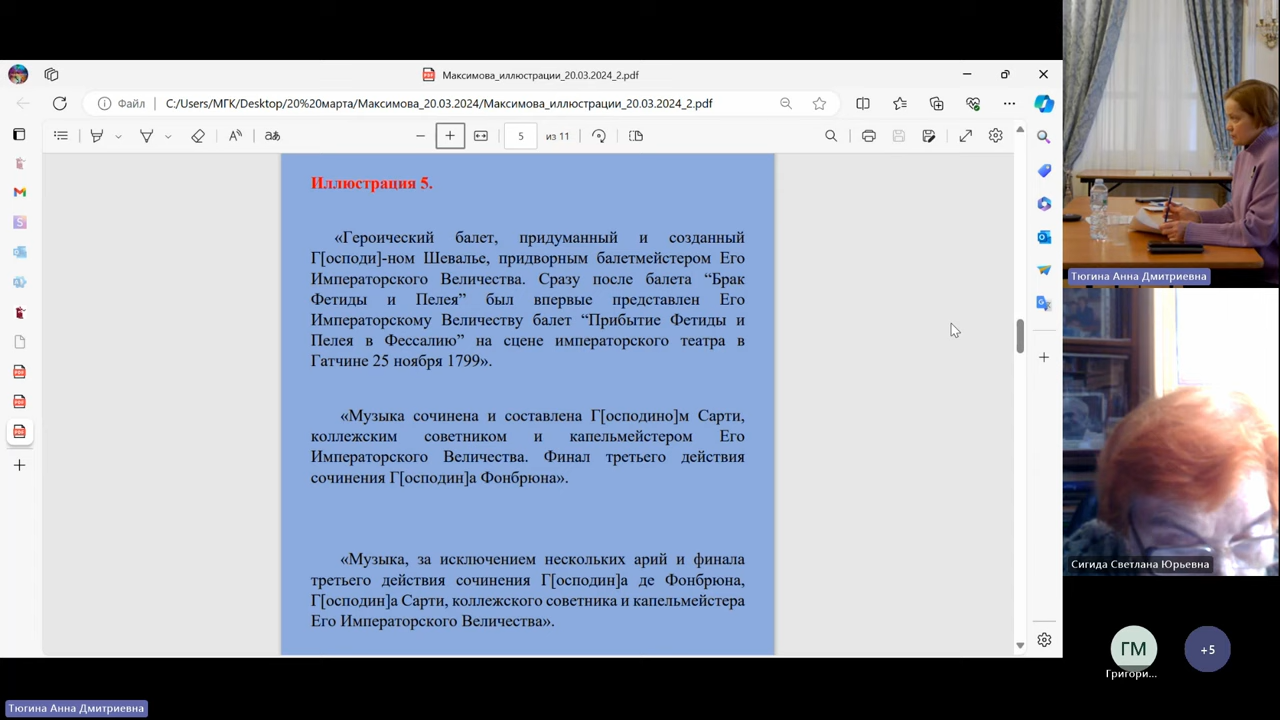 Максимова_иллюстрации_20.03.2024_2.pdf
Файл
C:/Users/МГК/Desktop/20%20марта/Максимова_20.03.2024/Максимова_иллюстрации_20.03.2024_2.pdf
аあ
5 из 11
Иллюстрация 5.
«Героический балет, придуманный и созданный
Г[осподи]-ном Шевалье, придворным балетмейстером Его
Императорского Величества. Сразу после балета “Брак
Фетиды и Пелея” был впервые представлен Его
Императорскому Величеству балет “Прибытие Фетиды и
Пелея в Фессалию” на сцене императорского театра в
Гатчине 25 ноября 1799».
«Музыка сочинена и составлена Г[осподино]м Сарти,
коллежским советником и капельмейстером Его
Императорского Величества. Финал третьего действия
сочинения Г[осподин]а Фонбрюна».
«Музыка, за исключением нескольких арий и финала
третьего действия сочинения Г[осподин]а де Фонбрюна,
Г[осподин]а Сарти, коллежского советника и капельмейстера
Его Императорского Величества».
Тюгина Анна Дмитриевна
Сигида Светлана Юрьевна
ГМ
Григори...
+5
Тюгина Анна Дмитриевна